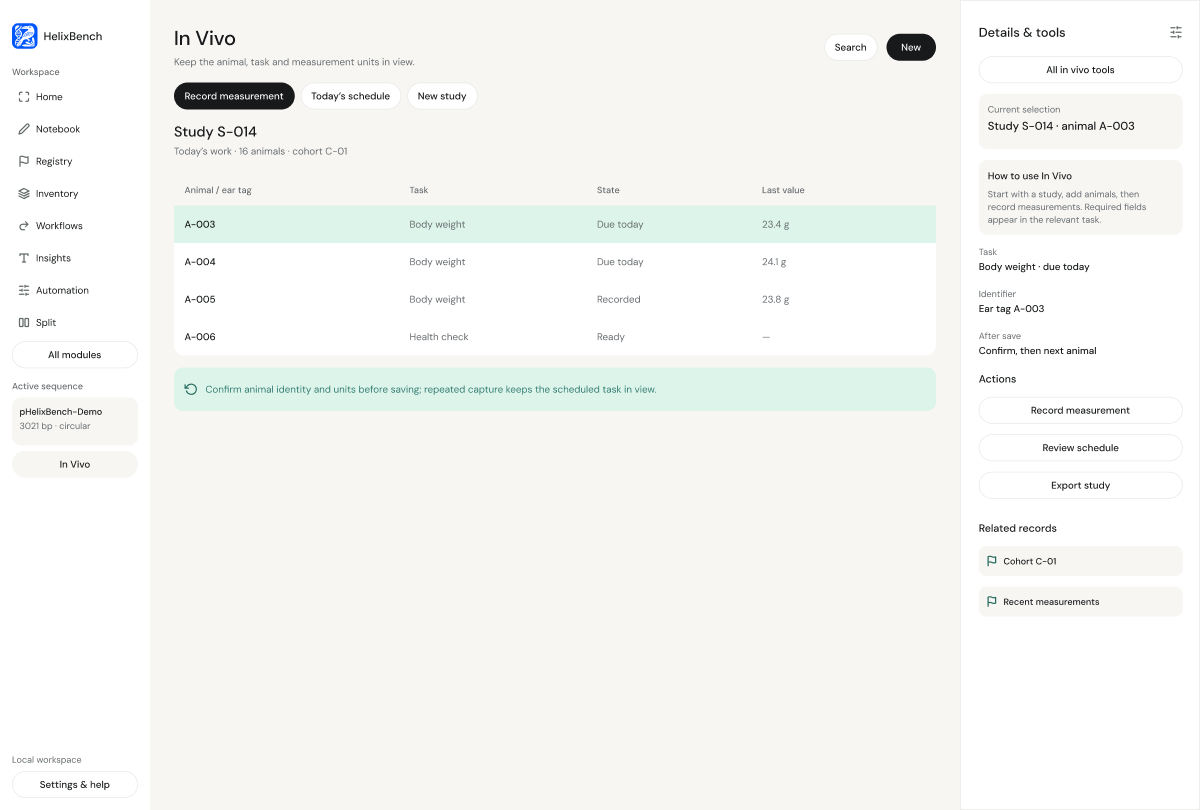 HelixBench
Workspace
Home
Notebook
Registry
Inventory
Workflows
Insights
Automation
Split
All modules
Active sequence
pHelixBench-Demo
3021 bp · circular
In Vivo
Local workspace
Settings & help
In Vivo
Keep the animal, task and measurement units in view.
Search
New
Record measurement
Today's schedule
New study
Study S-014
Today's work · 16 animals · cohort C-01
Animal / ear tag Task State Last value
A-003 Body weight Due today 23.4 g
A-004 Body weight Due today 24.1 g
A-005 Body weight Recorded 23.8 g
A-006 Health check Ready —
Confirm animal identity and units before saving; repeated capture keeps the scheduled task in view.
Details & tools
All in vivo tools
Current selection
Study S-014 · animal A-003
How to use In Vivo
Start with a study, add animals, then
record measurements. Required fields
appear in the relevant task.
Task
Body weight · due today
Identifier
Ear tag A-003
After save
Confirm, then next animal
Actions
Record measurement
Review schedule
Export study
Related records
Cohort C-01
Recent measurements